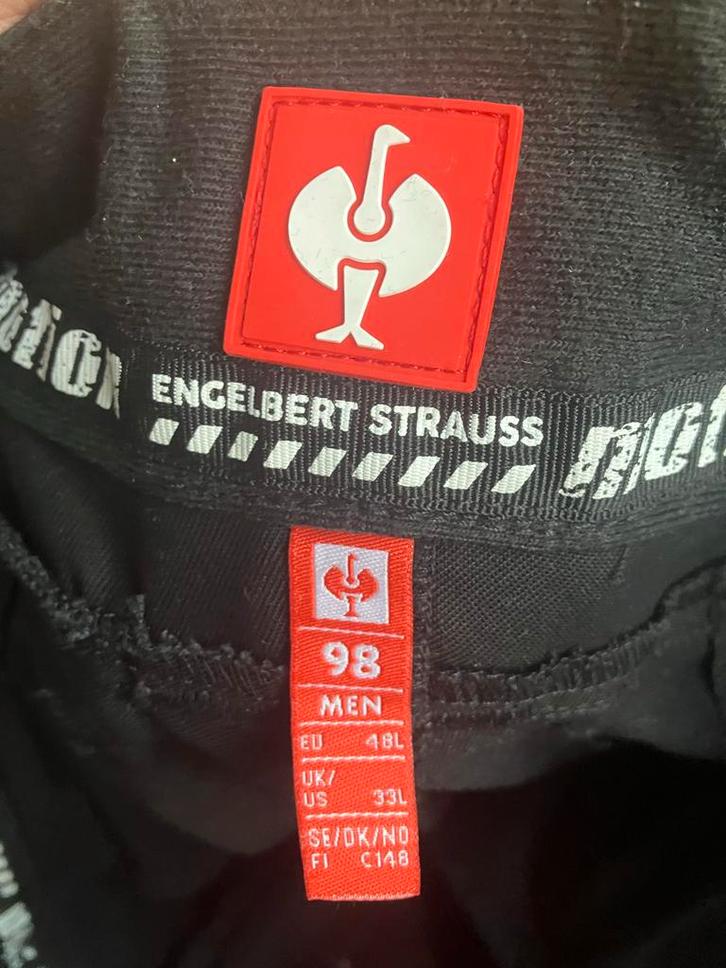 ENGELBERT STRAUSS
98
MEN
EU 48L
UK/
US 33L
SE/DK/NO
FI C148